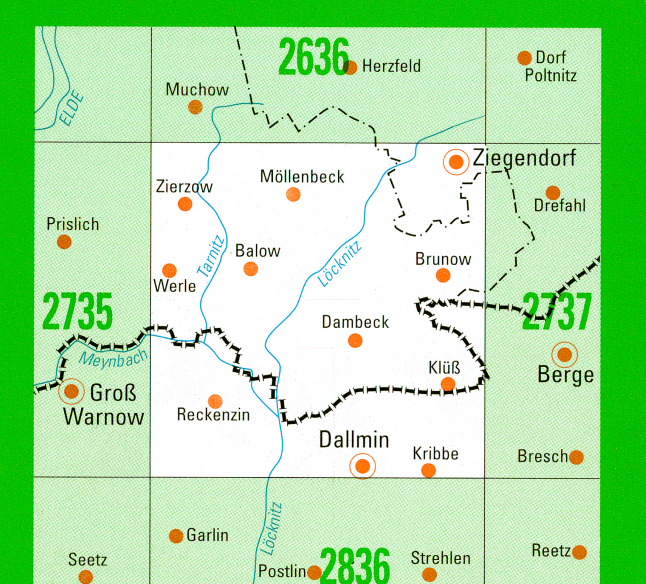 2636
Herzfeld
Dorf
Poltnitz
Muchow
ELDE
Ziegendorf
Möllenbeck
Zierzow
Drefahl
Prislich
Tarnitz
Balow
Löcknitz
Brunow
Werle
2735
2737
Dambeck
Meynbach
Klüß
Berge
Groß
Warnow
Reckenzin
Dallmin
Kribbe
Bresch
Garlin
Löcknitz
Reetz
Seetz
Postlin
2836
Strehlen